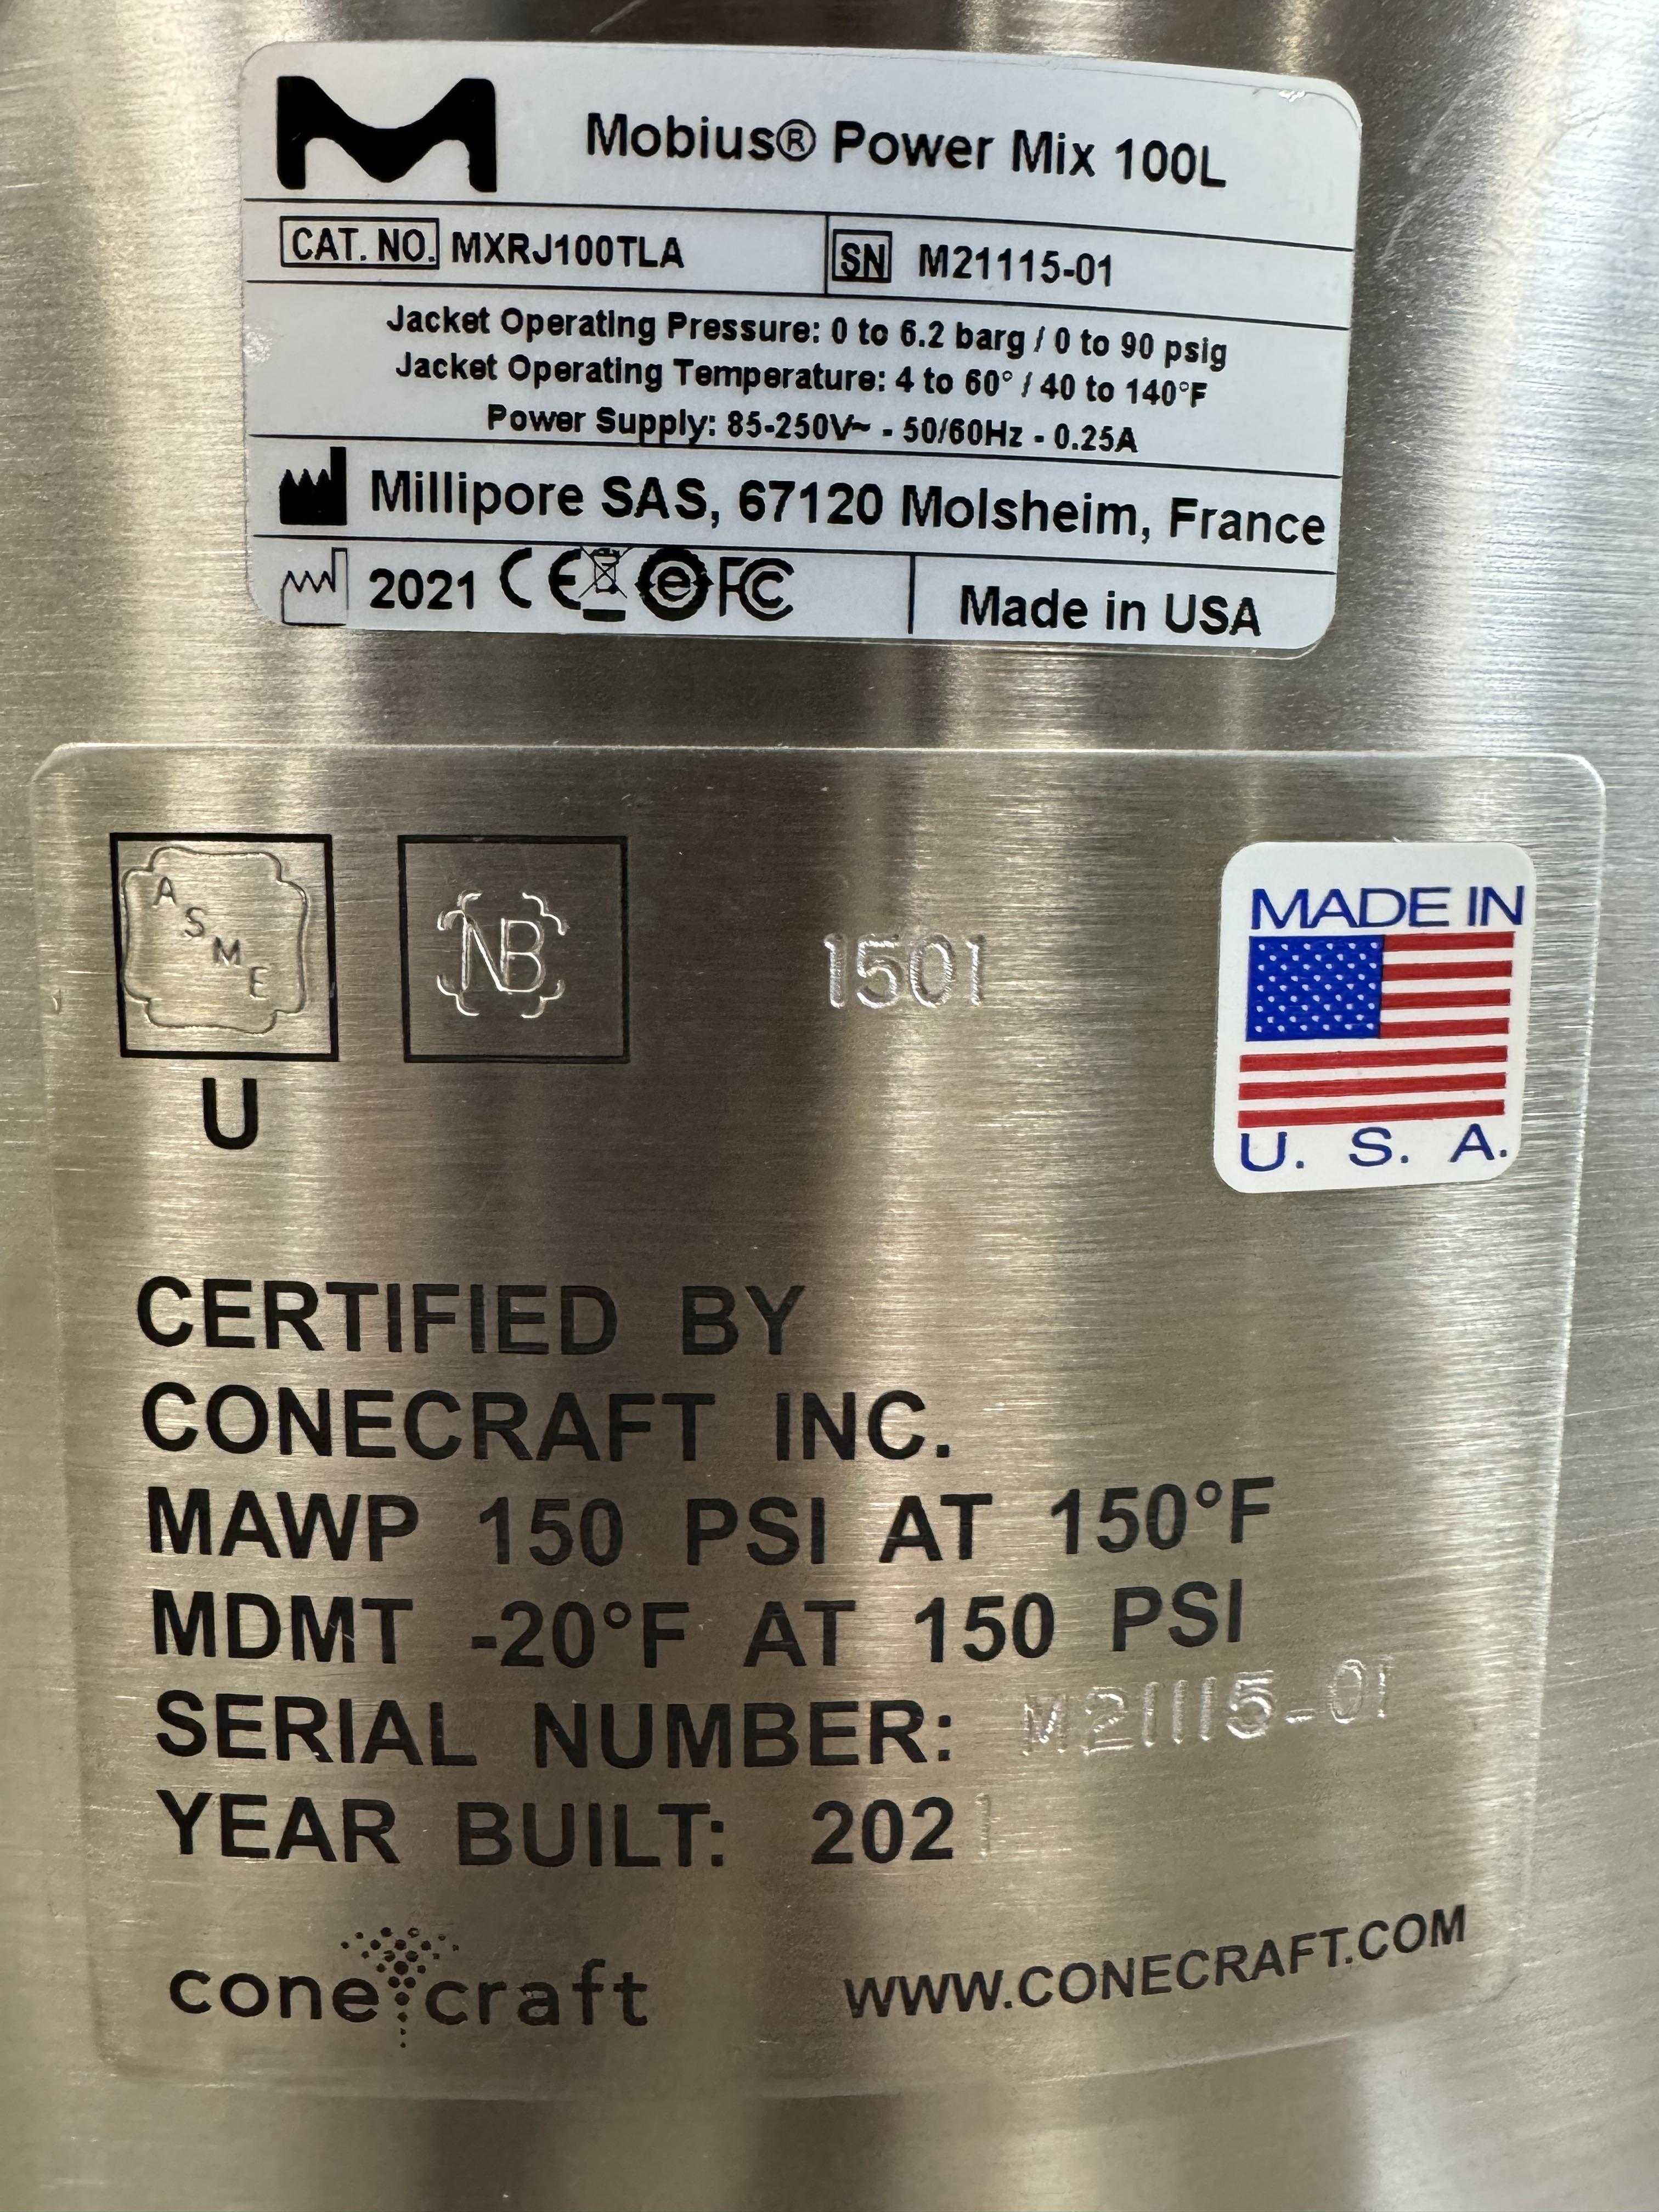 Mobius® Power Mix 100L
CAT. NO. MXRJ100TLA
SN M21115-01
Jacket Operating Pressure: 0 to 6.2 barg / 0 to 90 psig
Jacket Operating Temperature: 4 to 60° / 40 to 140°F
Power Supply: 85-250V~ - 50/60Hz - 0.25A
Millipore SAS, 67120 Molsheim, France
2021 CE e FC
Made in USA
ASME
NB
1501
MADE IN
U. S. A.
U
CERTIFIED BY
CONECRAFT INC.
MAWP 150 PSI AT 150°F
MDMT -20°F AT 150 PSI
SERIAL NUMBER: M21115-01
YEAR BUILT: 2021
conecraft
WWW.CONECRAFT.COM